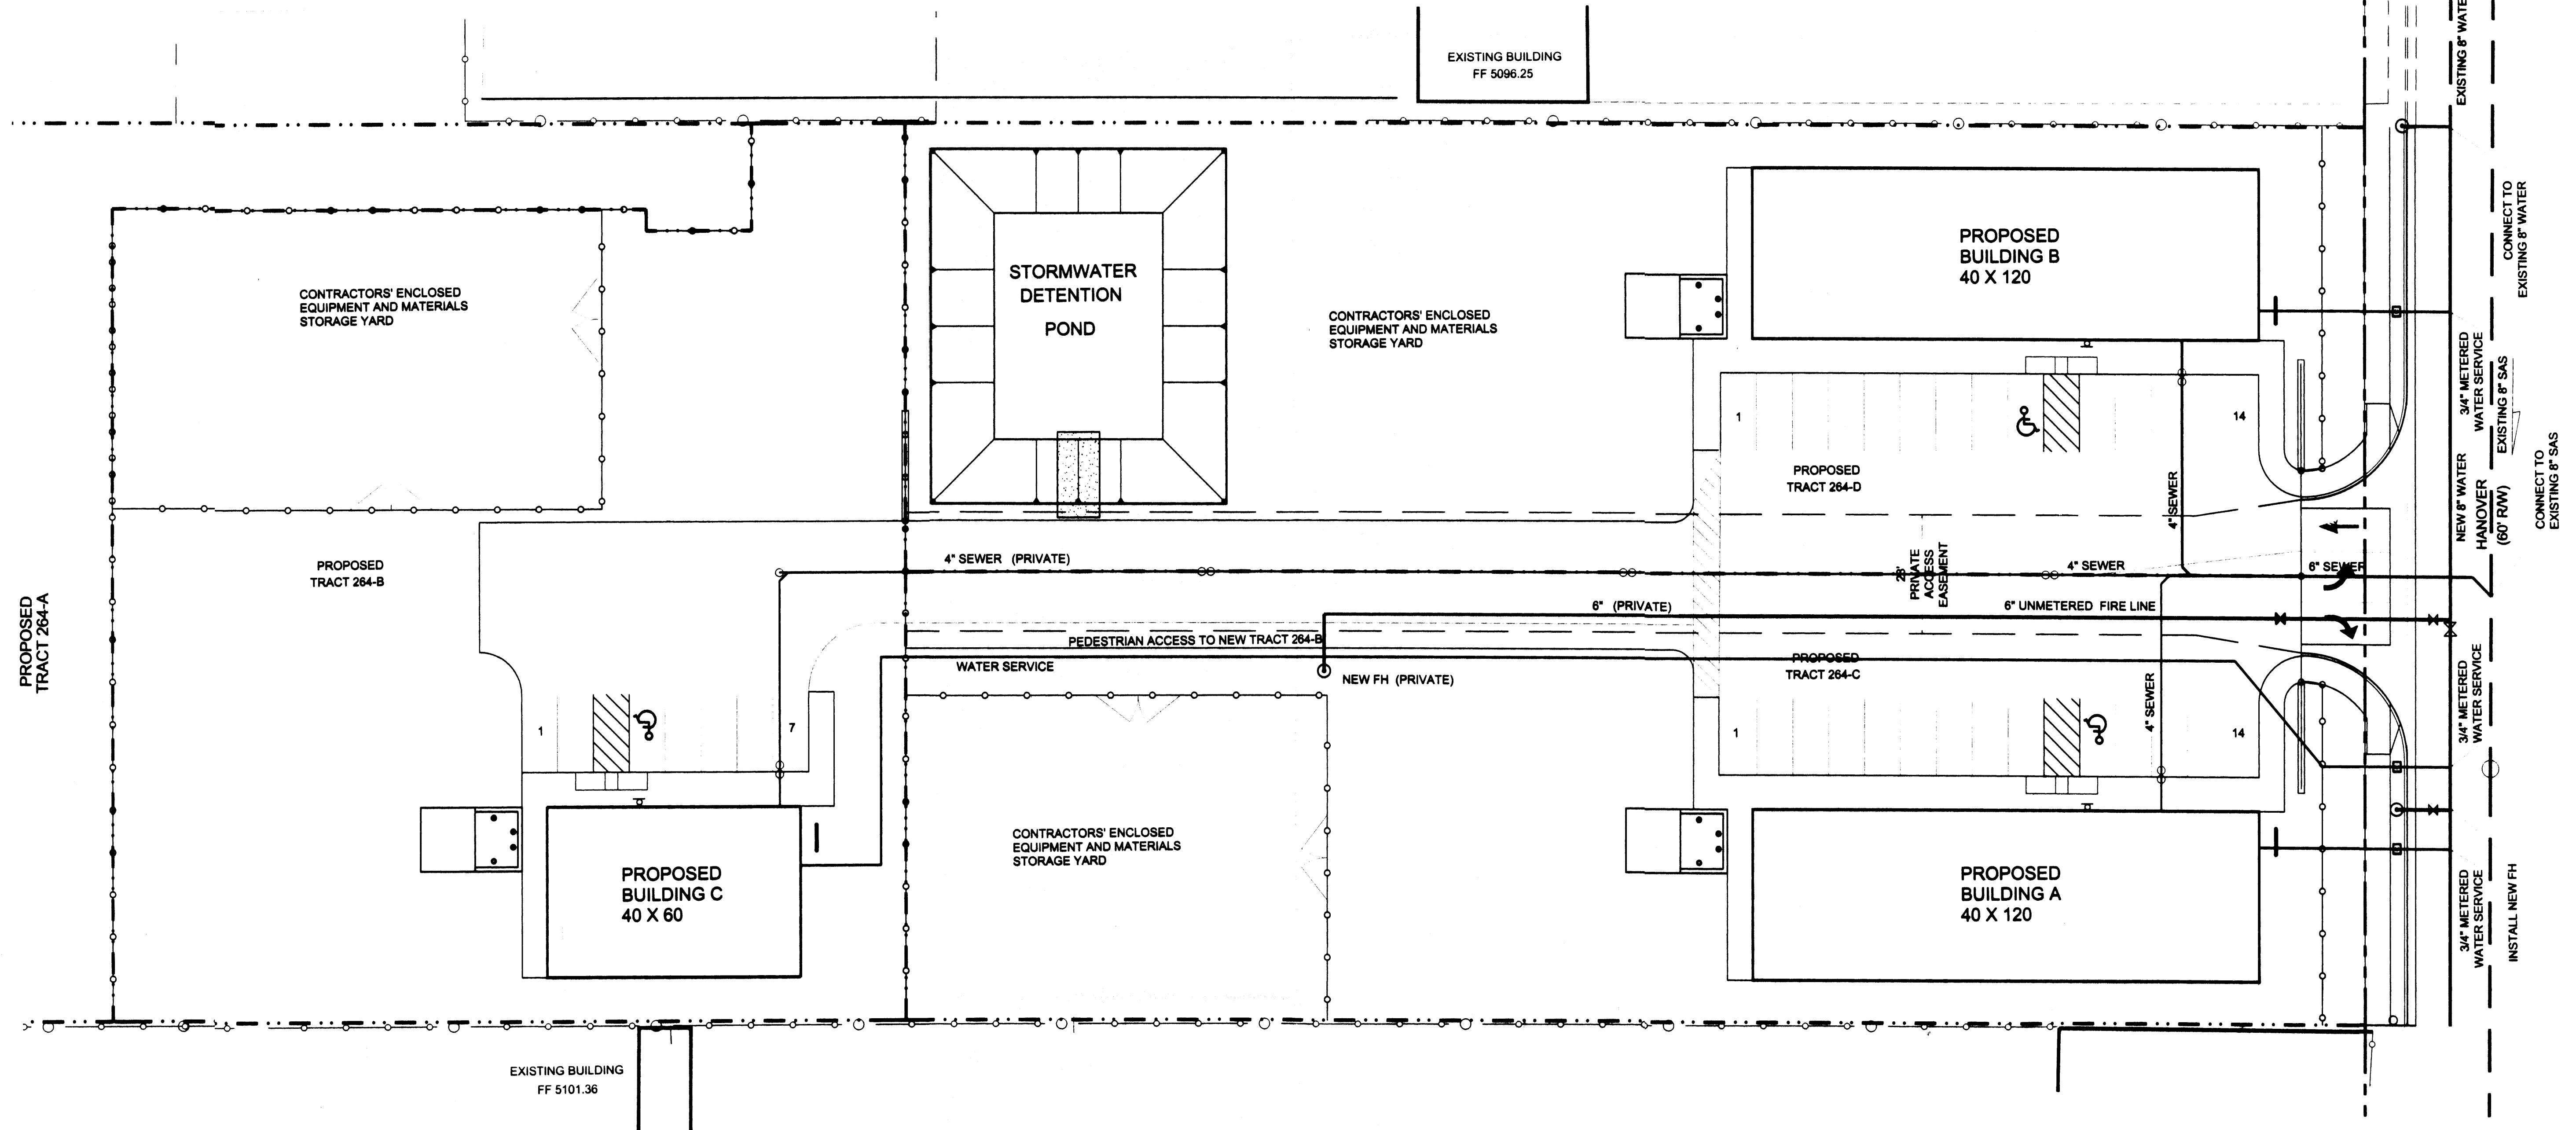 EXISTING BUILDING
FF 5096.25
EXISTING 8" WATE
CONNECT TO
EXISTING 8" WATER
PROPOSED
BUILDING B
40 X 120
STORMWATER
DETENTION
POND
CONTRACTORS' ENCLOSED
EQUIPMENT AND MATERIALS
STORAGE YARD
CONTRACTORS' ENCLOSED
EQUIPMENT AND MATERIALS
STORAGE YARD
3/4" METERED
WATER SERVICE
EXISTING 8" SAS
1
14
PROPOSED
TRACT 264-D
4" SEWER
NEW 8" WATER
HANOVER
(60' R/W)
CONNECT TO
EXISTING 8" SAS
PROPOSED
TRACT 264-B
4" SEWER (PRIVATE)
PRIVATE
ACCESS
EASEMENT
4" SEWER
6" SEWER
PROPOSED
TRACT 264-A
6" (PRIVATE)
6" UNMETERED FIRE LINE
PEDESTRIAN ACCESS TO NEW TRACT 264-B
WATER SERVICE
NEW FH (PRIVATE)
PROPOSED
TRACT 264-C
4" SEWER
3/4" METERED
WATER SERVICE
1
7
1
14
CONTRACTORS' ENCLOSED
EQUIPMENT AND MATERIALS
STORAGE YARD
PROPOSED
BUILDING C
40 X 60
PROPOSED
BUILDING A
40 X 120
3/4" METERED
WATER SERVICE
INSTALL NEW FH
EXISTING BUILDING
FF 5101.36